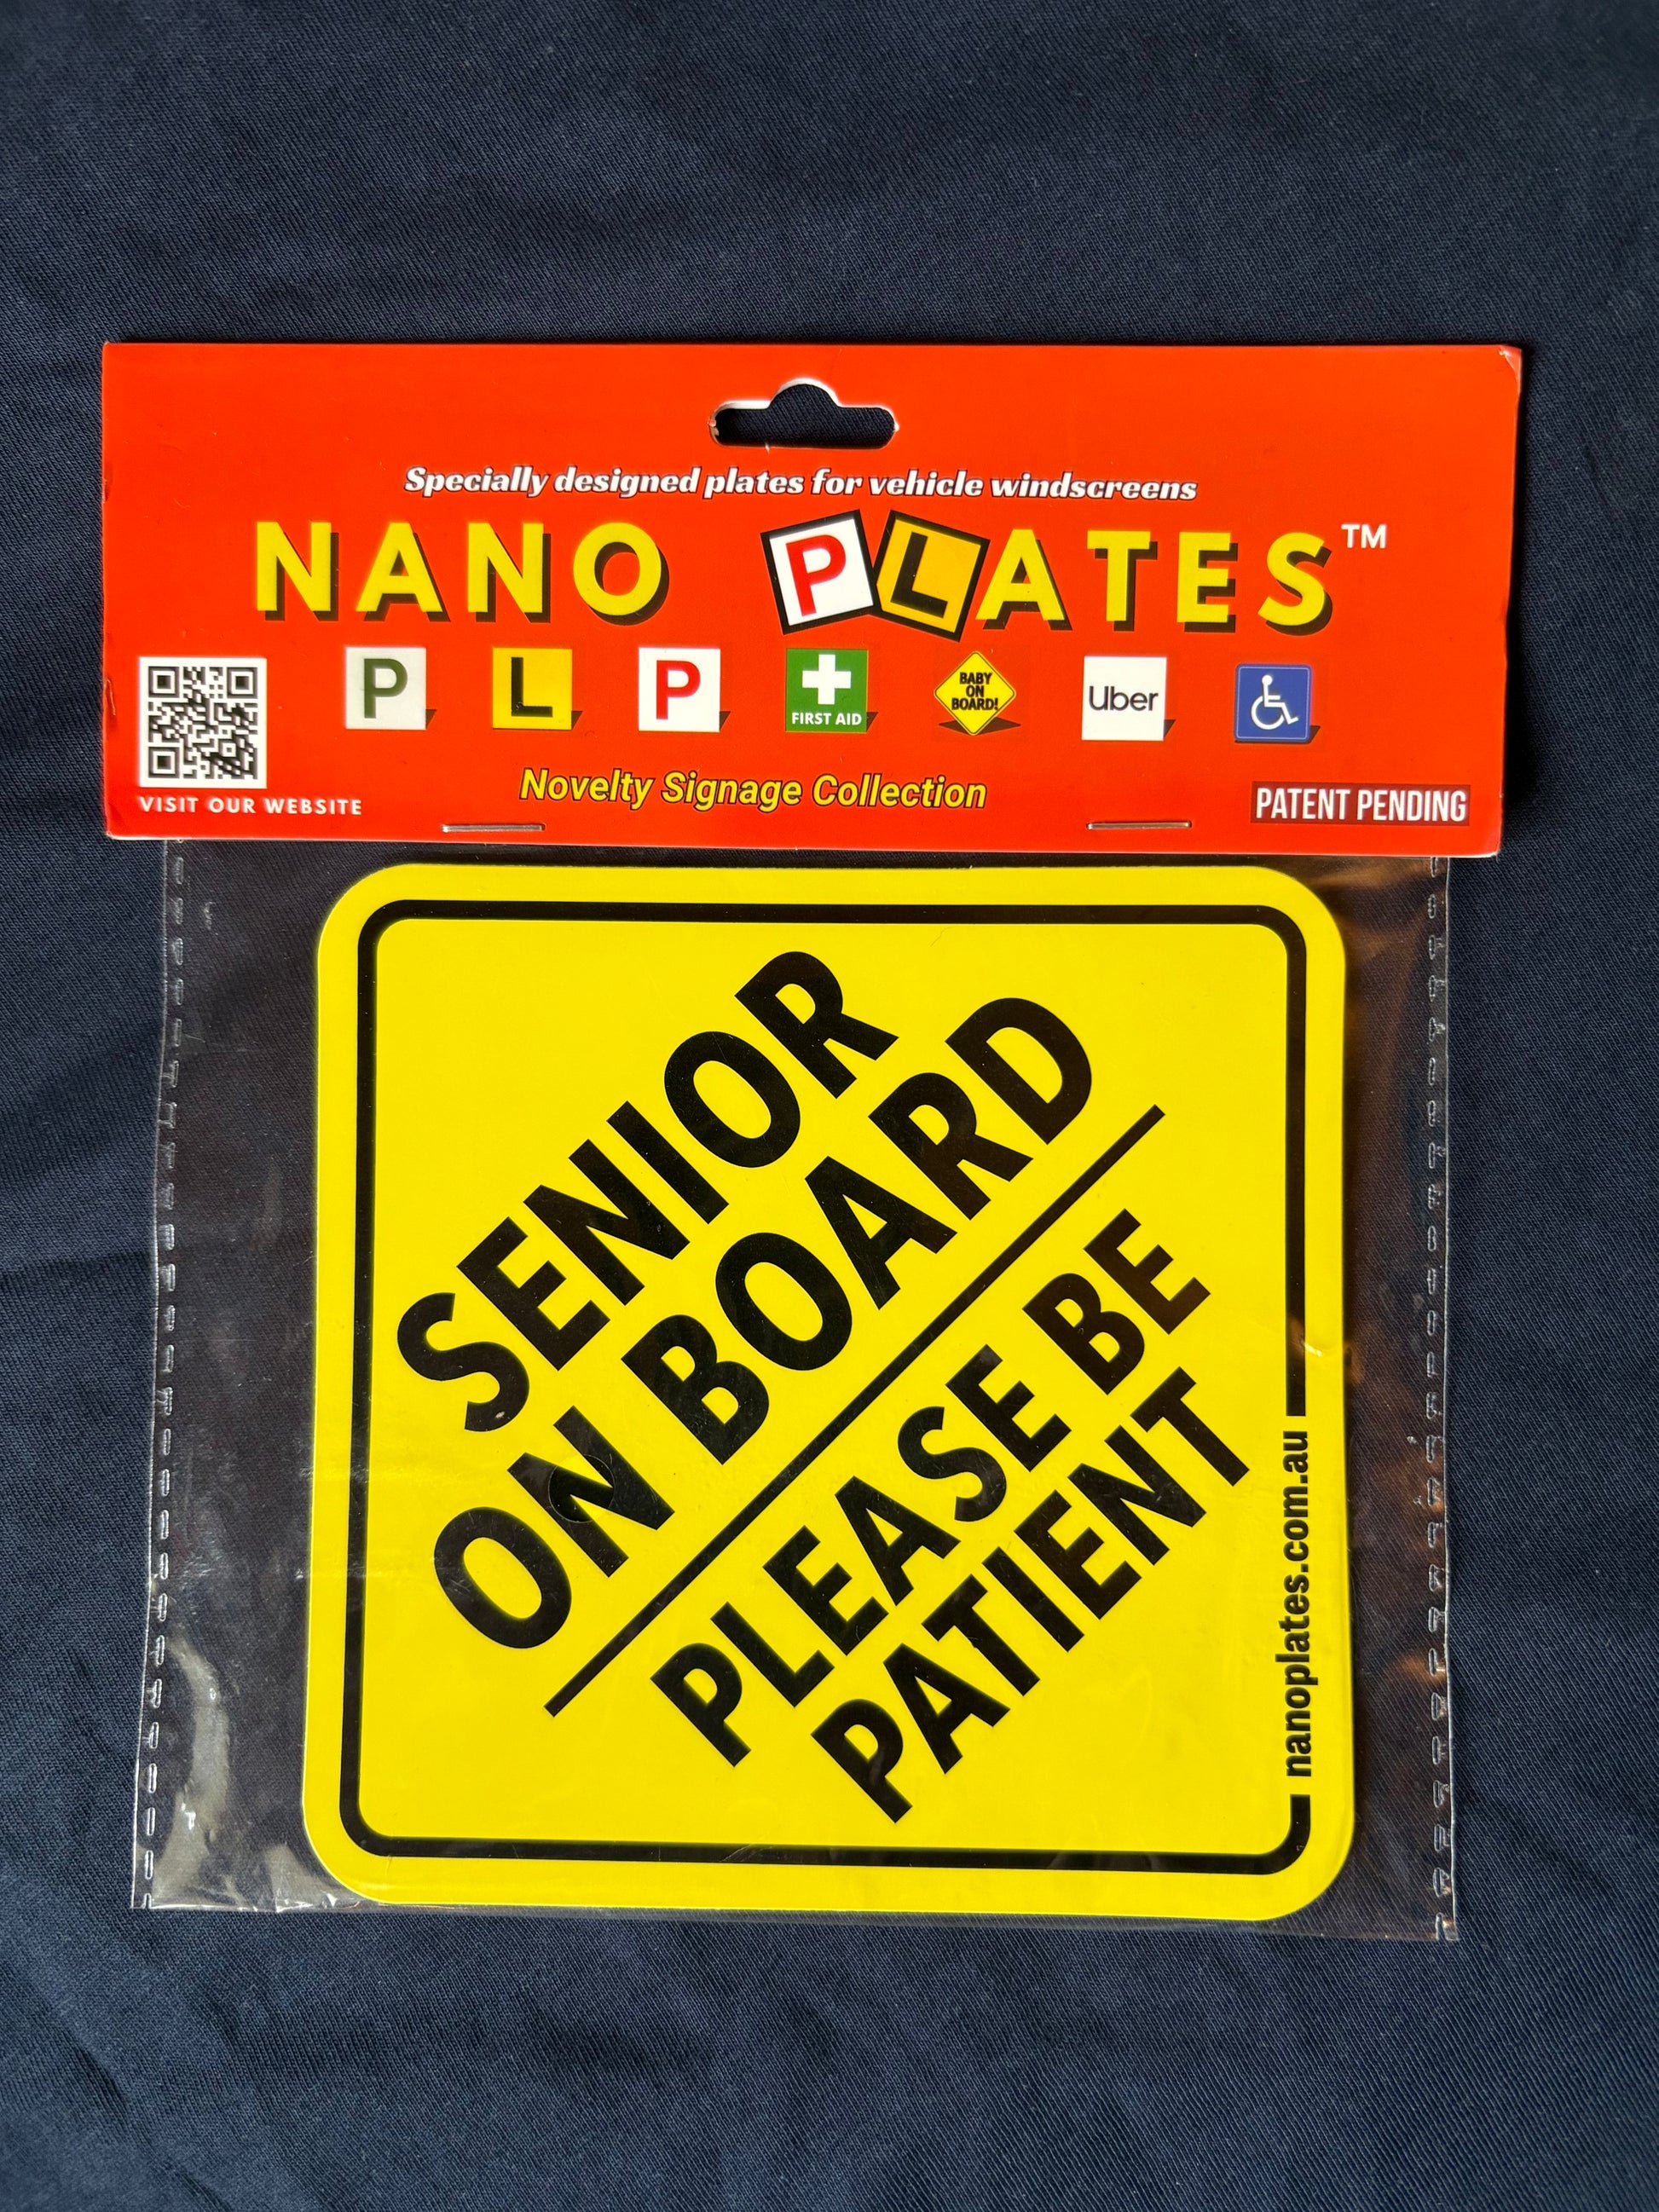 Specially designed plates for vehicle windscreens
NANO PLATES™
P
L
P
FIRST AID
BABY
ON
BOARD!
Uber
VISIT OUR WEBSITE
Novelty Signage Collection
PATENT PENDING
SENIOR
ON BOARD
PLEASE BE
PATIENT
nanoplates.com.au